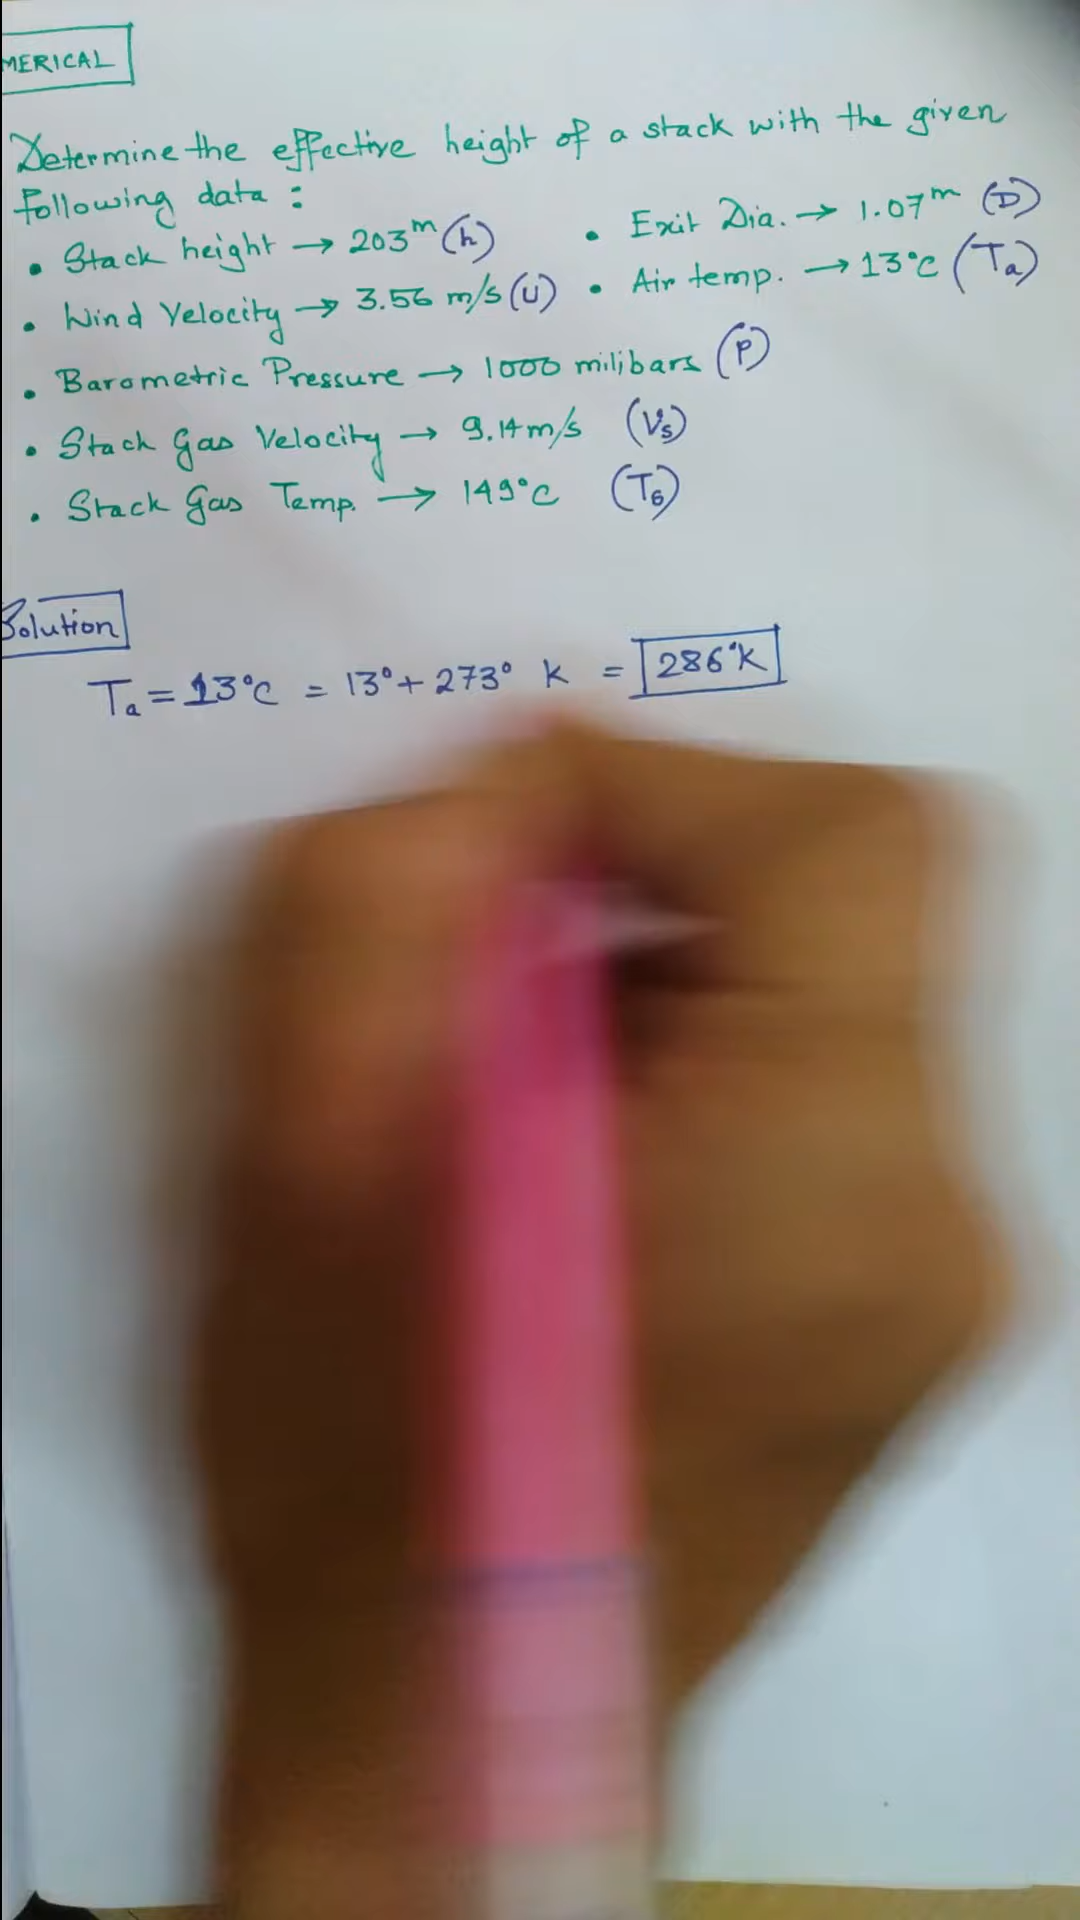 MERICAL
Determine the effective height of a stack with the given
following data :
• Stack height → 203m (h) • Exit Dia. → 1.07m (D)
• Wind Velocity → 3.56 m/s (U) • Air temp. → 13°C (Ta)
• Barometric Pressure → 1000 milibars (P)
• Stack Gas Velocity → 9.14m/s (Vs)
• Stack Gas Temp. → 149°C (Ts)
Solution
Ta = 13°C = 13° + 273° K = 286°K